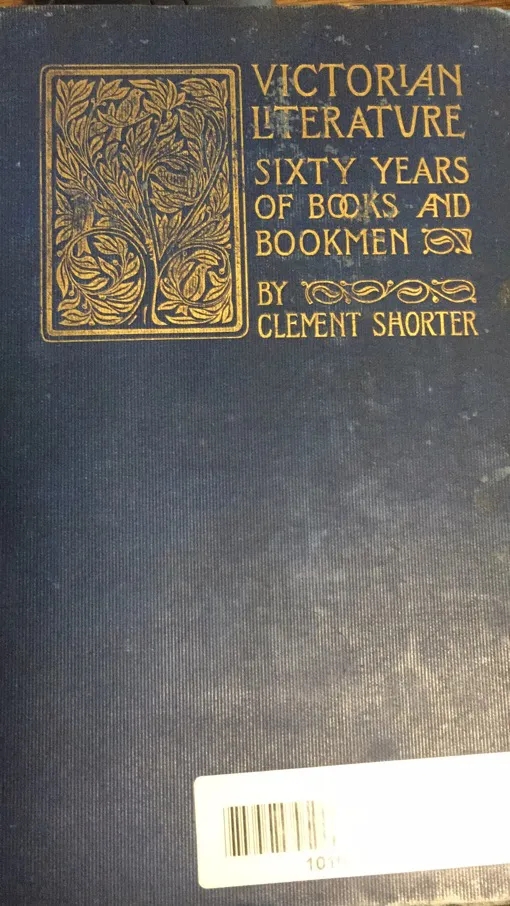 VICTORIAN
LITERATURE
SIXTY YEARS
OF BOOKS AND
BOOKMEN
BY
CLEMENT SHORTER